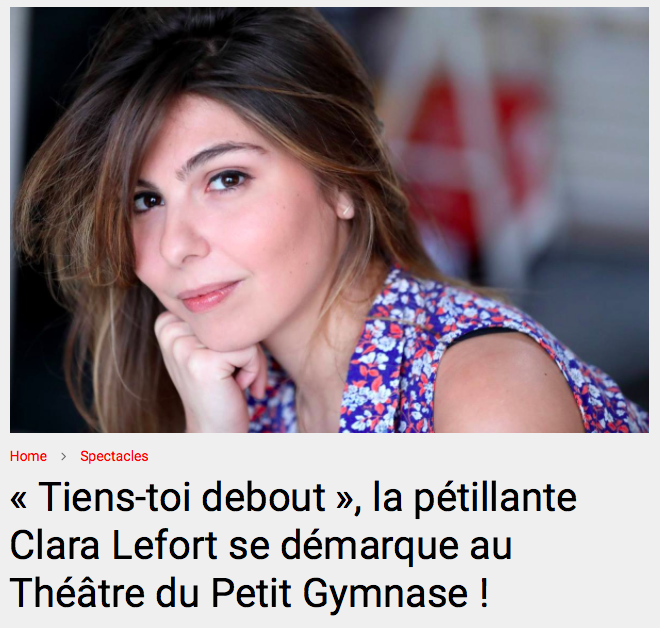 Home > Spectacles
« Tiens-toi debout », la pétillante
Clara Lefort se démarque au
Théâtre du Petit Gymnase !